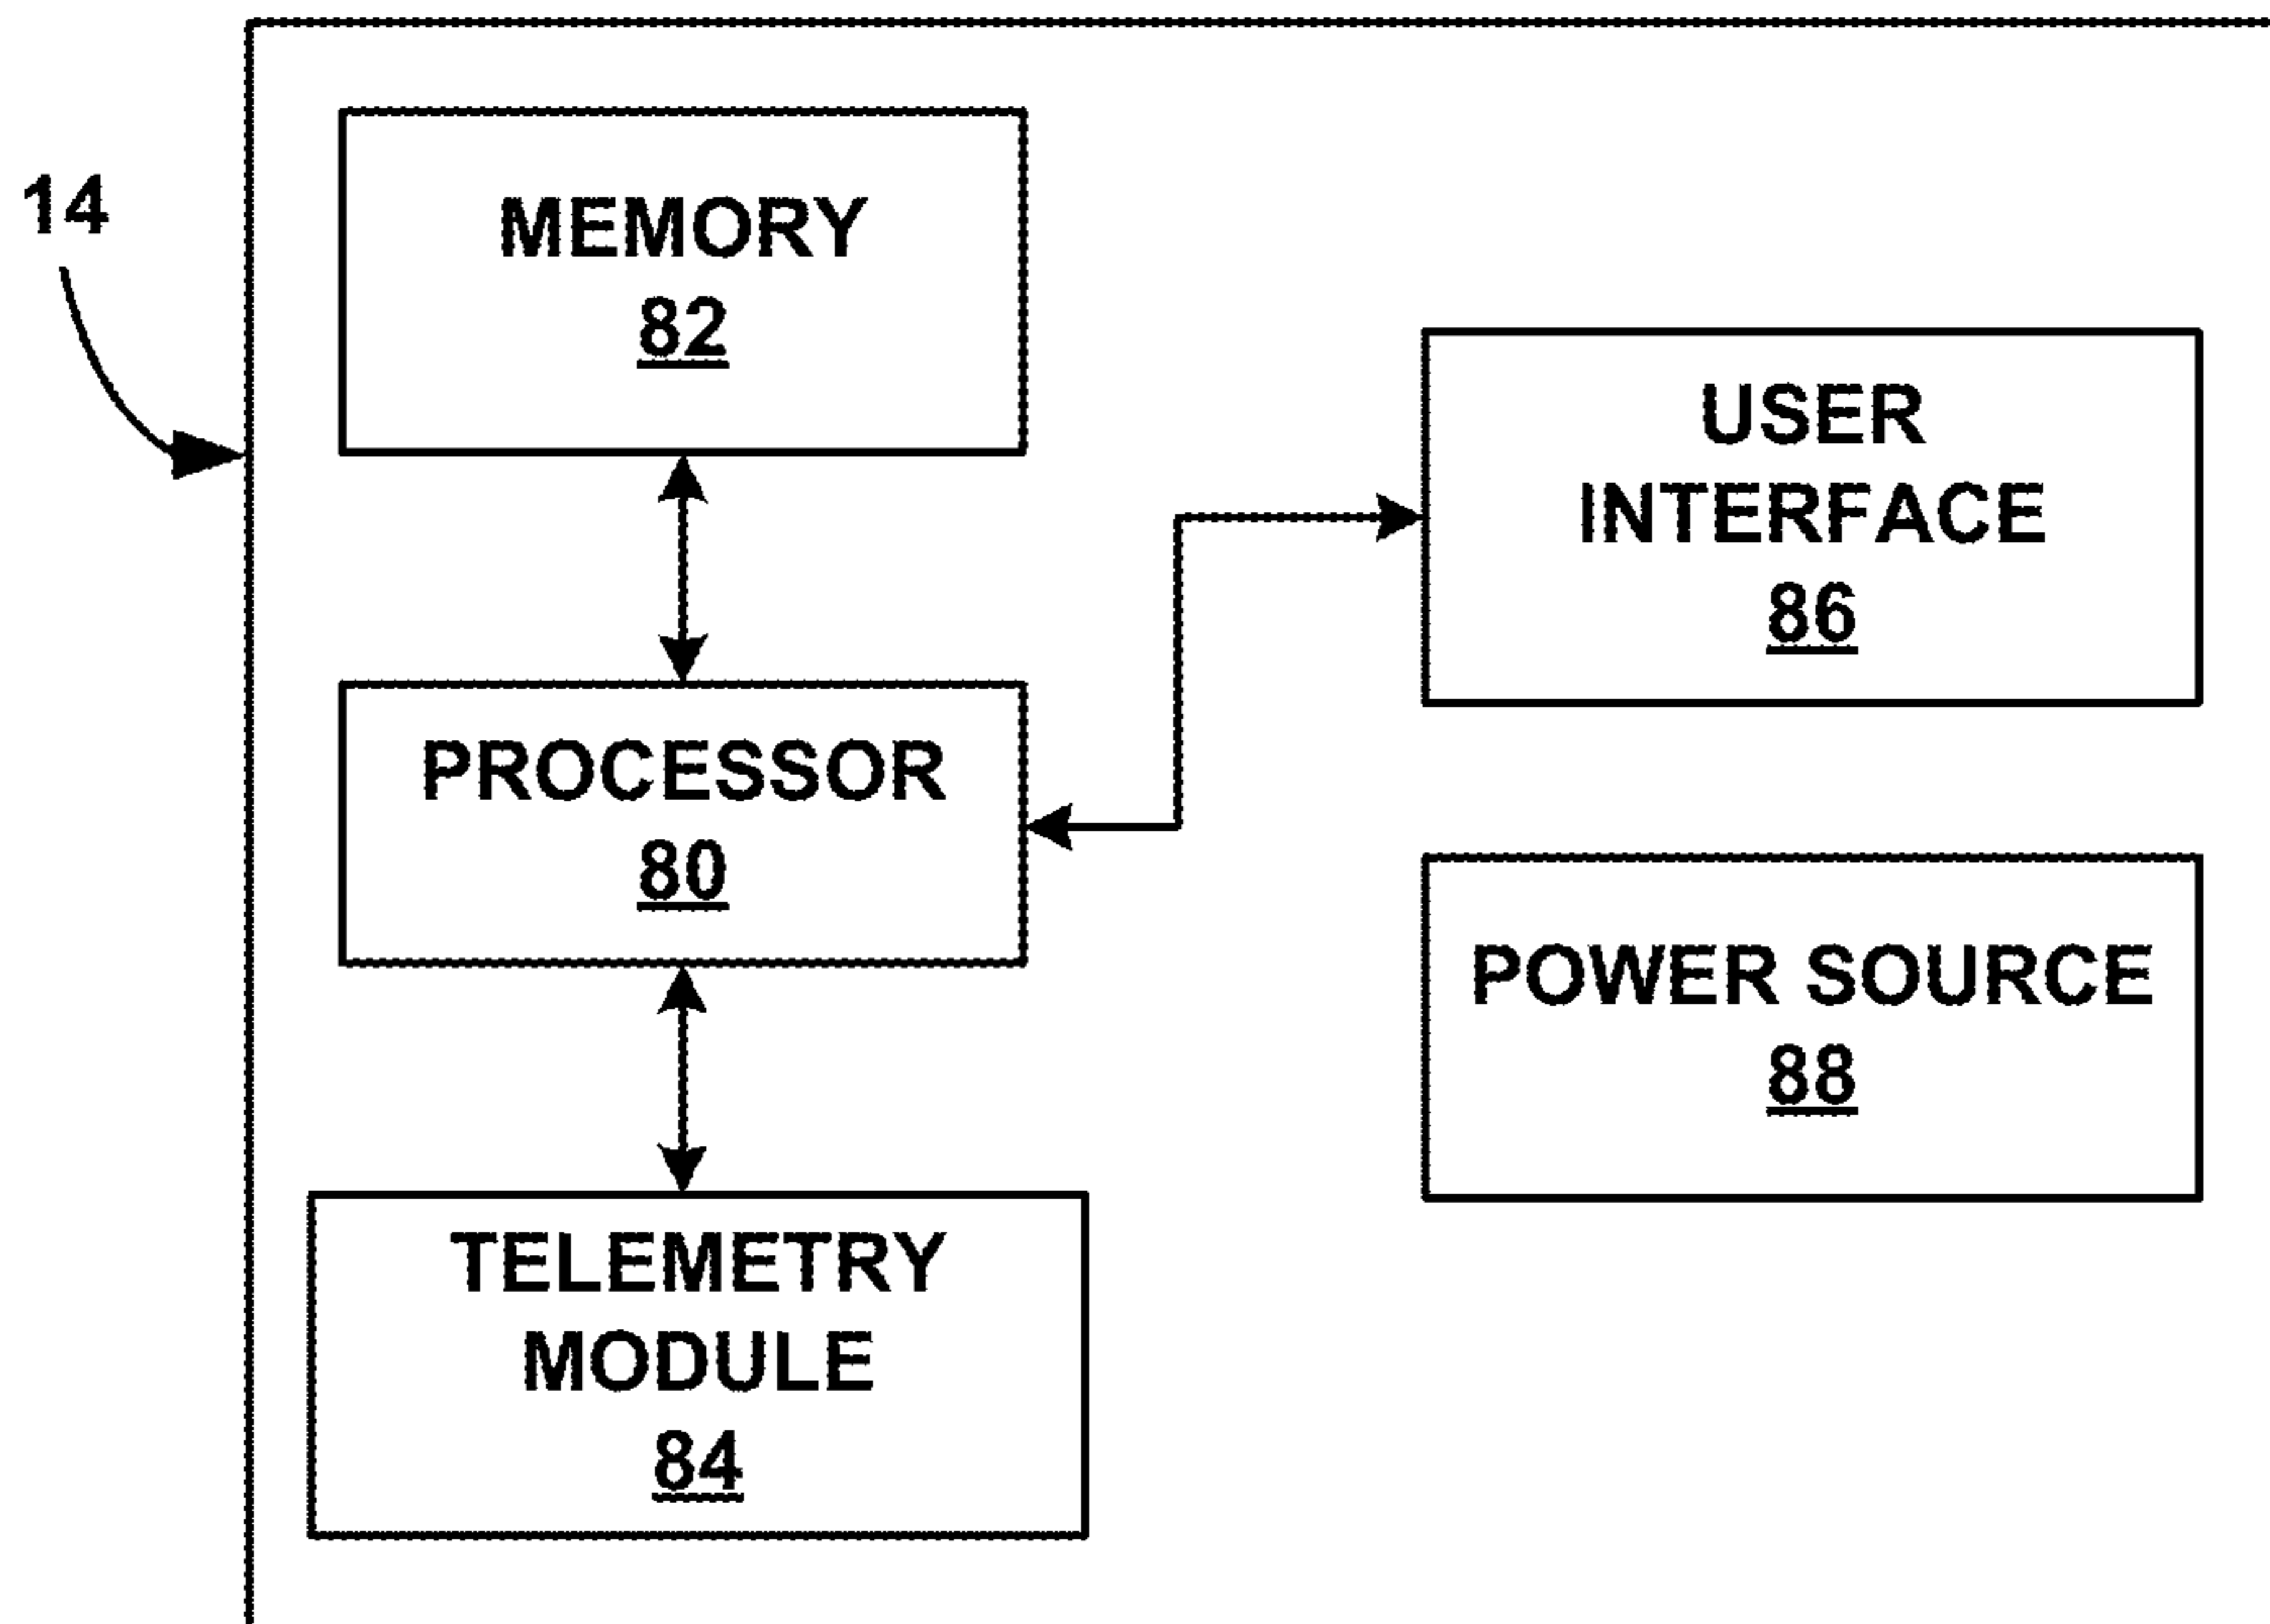 14
MEMORY
82
USER
INTERFACE
86
PROCESSOR
80
POWER SOURCE
88
TELEMETRY
MODULE
84